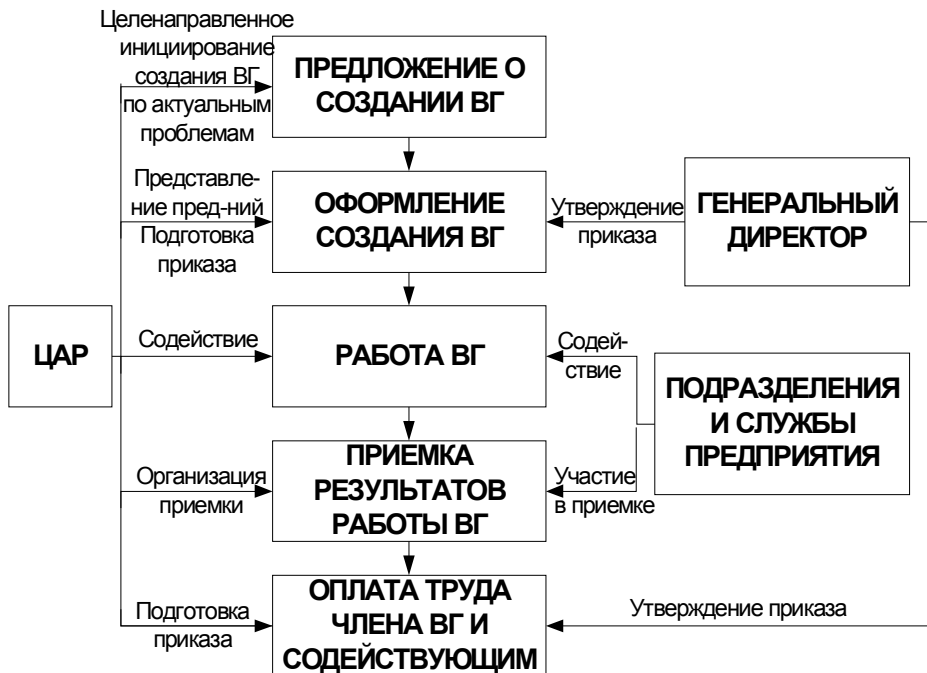 Целенаправленное
инициирование
создания ВГ
по актуальным
проблемам
ПРЕДЛОЖЕНИЕ О
СОЗДАНИИ ВГ
Представле-
ние пред-ний
Подготовка
приказа
ОФОРМЛЕНИЕ
СОЗДАНИЯ ВГ
Утверждение
приказа
ГЕНЕРАЛЬНЫЙ
ДИРЕКТОР
ЦАР
Содействие
РАБОТА ВГ
Содей-
ствие
ПОДРАЗДЕЛЕНИЯ
И СЛУЖБЫ
ПРЕДПРИЯТИЯ
Организация
приемки
ПРИЕМКА
РЕЗУЛЬТАТОВ
РАБОТЫ ВГ
Участие
в приемке
Подготовка
приказа
ОПЛАТА ТРУДА
ЧЛЕНА ВГ И
СОДЕЙСТВУЮЩИМ
Утверждение приказа